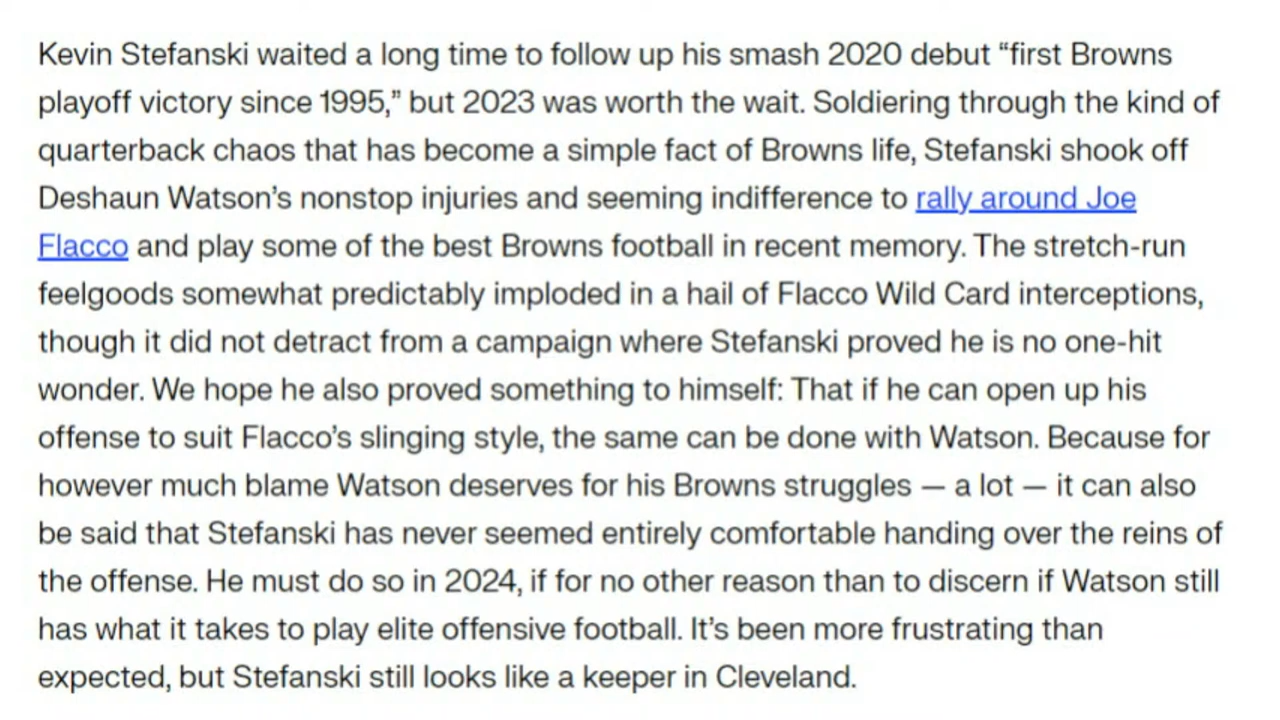 Kevin Stefanski waited a long time to follow up his smash 2020 debut “first Browns
playoff victory since 1995,” but 2023 was worth the wait. Soldiering through the kind of
quarterback chaos that has become a simple fact of Browns life, Stefanski shook off
Deshaun Watson’s nonstop injuries and seeming indifference to rally around Joe
Flacco and play some of the best Browns football in recent memory. The stretch-run
feelgoods somewhat predictably imploded in a hail of Flacco Wild Card interceptions,
though it did not detract from a campaign where Stefanski proved he is no one-hit
wonder. We hope he also proved something to himself: That if he can open up his
offense to suit Flacco’s slinging style, the same can be done with Watson. Because for
however much blame Watson deserves for his Browns struggles — a lot — it can also
be said that Stefanski has never seemed entirely comfortable handing over the reins of
the offense. He must do so in 2024, if for no other reason than to discern if Watson still
has what it takes to play elite offensive football. It’s been more frustrating than
expected, but Stefanski still looks like a keeper in Cleveland.